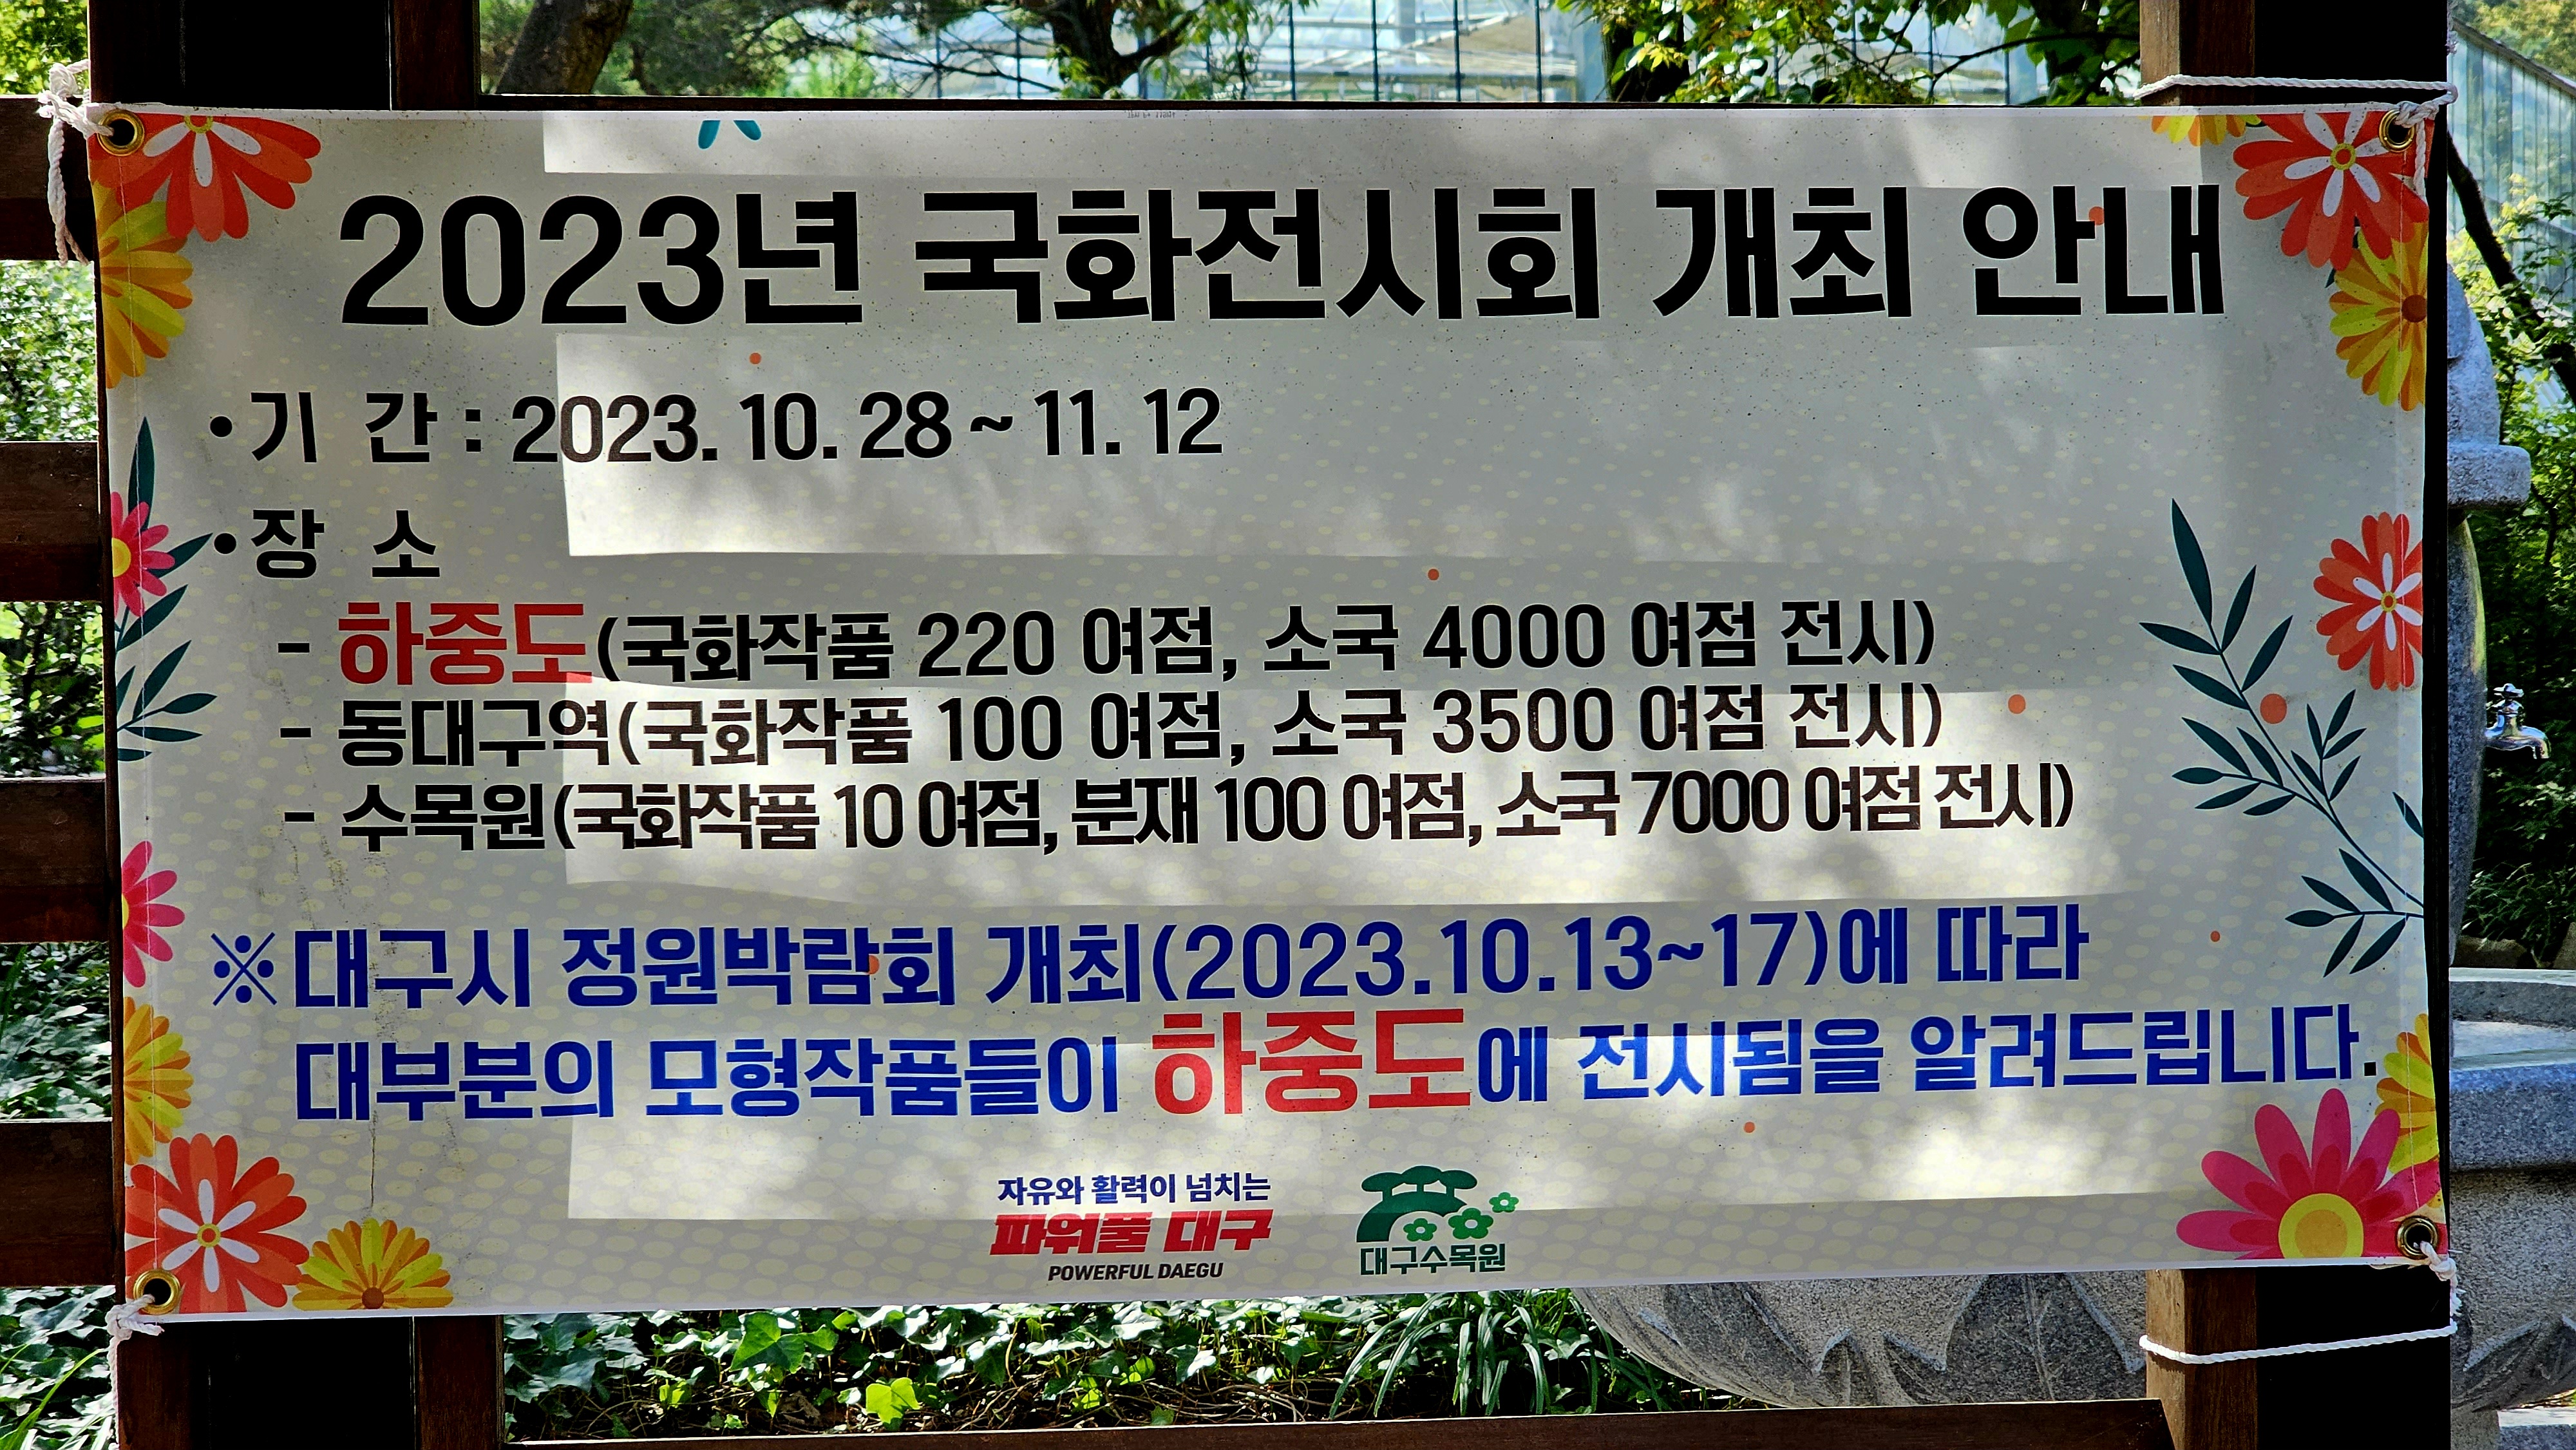 2023년 국화전시회 개최 안내
•기 간 : 2023. 10. 28 ~ 11. 12
•장 소
- 하중도(국화작품 220 여점, 소국 4000 여점 전시)
- 동대구역(국화작품 100 여점, 소국 3500 여점 전시)
- 수목원(국화작품 10 여점, 분재 100 여점, 소국 7000 여점 전시)
※대구시 정원박람회 개최(2023.10.13~17)에 따라
대부분의 모형작품들이 하중도에 전시됨을 알려드립니다.
자유와 활력이 넘치는
파워풀 대구
POWERFUL DAEGU
대구수목원